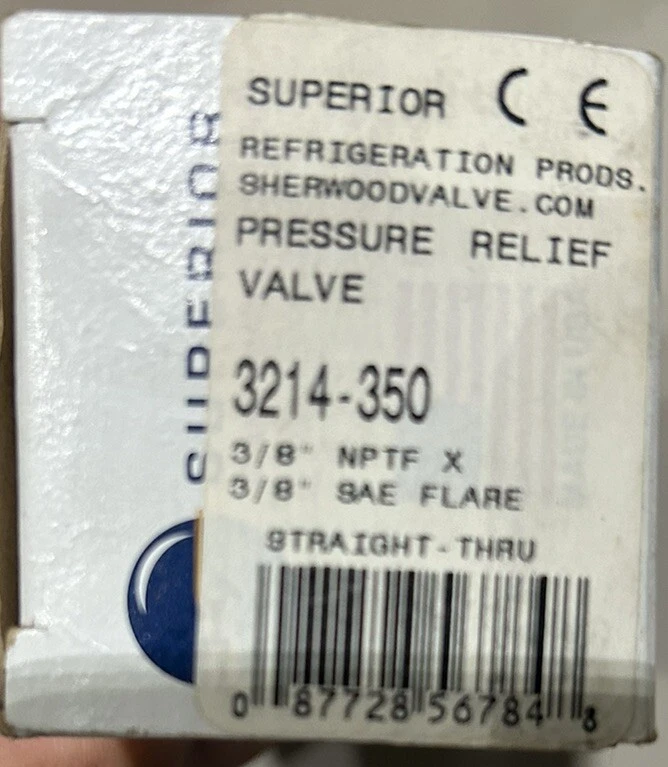 SUPERIOR CE
REFRIGERATION PRODS.
SHERWOODVALVE.COM
PRESSURE RELIEF
VALVE
3214-350
3/8" NPTF X
3/8" SAE FLARE
STRAIGHT-THRU
0 87728 56784 8
SUPERIOR